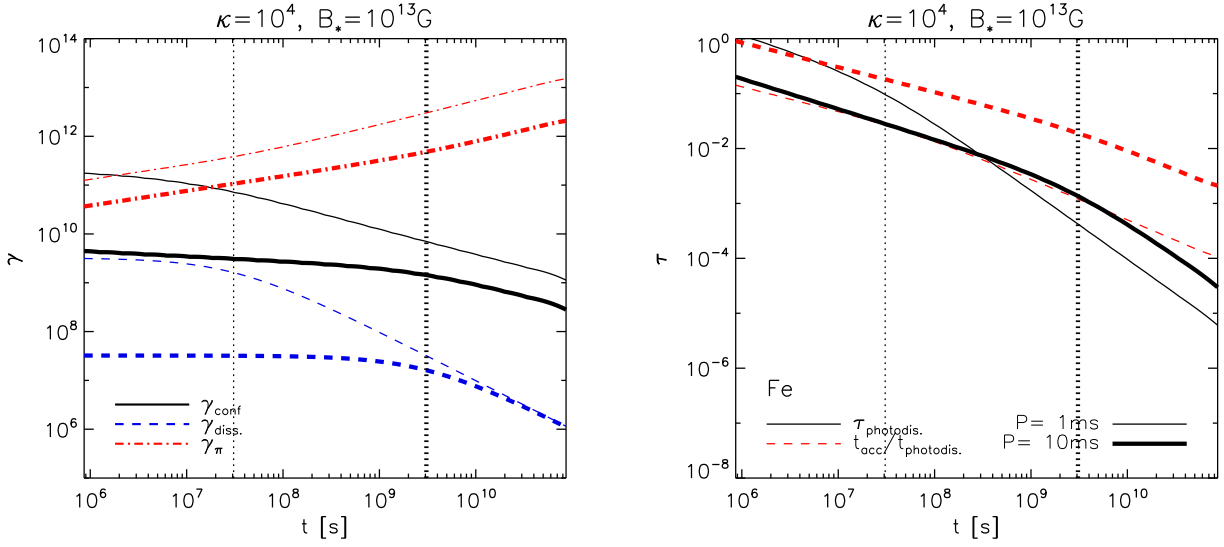 κ=10⁴, B⁎=10¹³G
10¹⁴
10¹²
10¹⁰
10⁸
10⁶
γ
γconf
γdiss.
γπ
10⁶ 10⁷ 10⁸ 10⁹ 10¹⁰
t [s]
κ=10⁴, B⁎=10¹³G
10⁰
10⁻²
10⁻⁴
10⁻⁶
10⁻⁸
τ
Fe
τphotodis. P= 1ms
tacc/tphotodis. P= 10ms
10⁶ 10⁷ 10⁸ 10⁹ 10¹⁰
t [s]